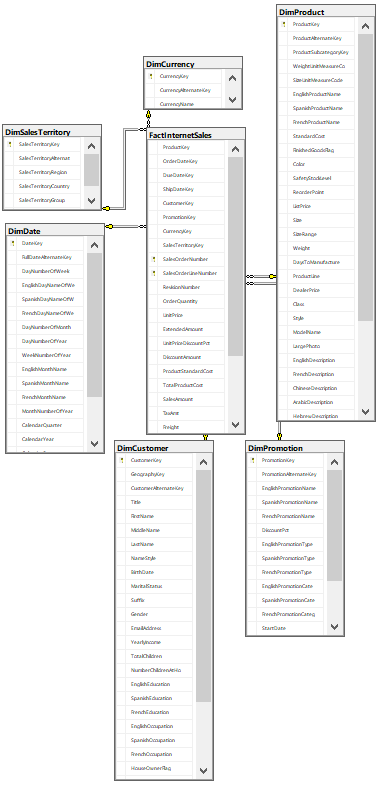 DimProduct
ProductKey
ProductAlternateKey
ProductSubcategoryKey
WeightUnitMeasureCo
SizeUnitMeasureCode
EnglishProductName
SpanishProductName
FrenchProductName
StandardCost
FinishedGoodsFlag
Color
SafetyStockLevel
ReorderPoint
ListPrice
Size
SizeRange
Weight
DaysToManufacture
ProductLine
DealerPrice
Class
Style
ModelName
LargePhoto
EnglishDescription
FrenchDescription
ChineseDescription
ArabicDescription
HebrewDescription
DimCurrency
CurrencyKey
CurrencyAlternateKey
CurrencyName
DimSalesTerritory
SalesTerritoryKey
SalesTerritoryAlternat
SalesTerritoryRegion
SalesTerritoryCountry
SalesTerritoryGroup
FactInternetSales
ProductKey
OrderDateKey
DueDateKey
ShipDateKey
CustomerKey
PromotionKey
CurrencyKey
SalesTerritoryKey
SalesOrderNumber
SalesOrderLineNumber
RevisionNumber
OrderQuantity
UnitPrice
ExtendedAmount
UnitPriceDiscountPct
DiscountAmount
ProductStandardCost
TotalProductCost
SalesAmount
TaxAmt
Freight
DimDate
DateKey
FullDateAlternateKey
DayNumberOfWeek
EnglishDayNameOfWe
SpanishDayNameOfW
FrenchDayNameOfWe
DayNumberOfMonth
DayNumberOfYear
WeekNumberOfYear
EnglishMonthName
SpanishMonthName
FrenchMonthName
MonthNumberOfYear
CalendarQuarter
CalendarYear
DimCustomer
CustomerKey
GeographyKey
CustomerAlternateKey
Title
FirstName
MiddleName
LastName
NameStyle
BirthDate
MaritalStatus
Suffix
Gender
EmailAddress
YearlyIncome
TotalChildren
NumberChildrenAtHo
EnglishEducation
SpanishEducation
FrenchEducation
EnglishOccupation
SpanishOccupation
FrenchOccupation
HouseOwnerFlag
DimPromotion
PromotionKey
PromotionAlternateKey
EnglishPromotionName
SpanishPromotionName
FrenchPromotionName
DiscountPct
EnglishPromotionType
SpanishPromotionType
FrenchPromotionType
EnglishPromotionCate
SpanishPromotionCate
FrenchPromotionCateg
StartDate